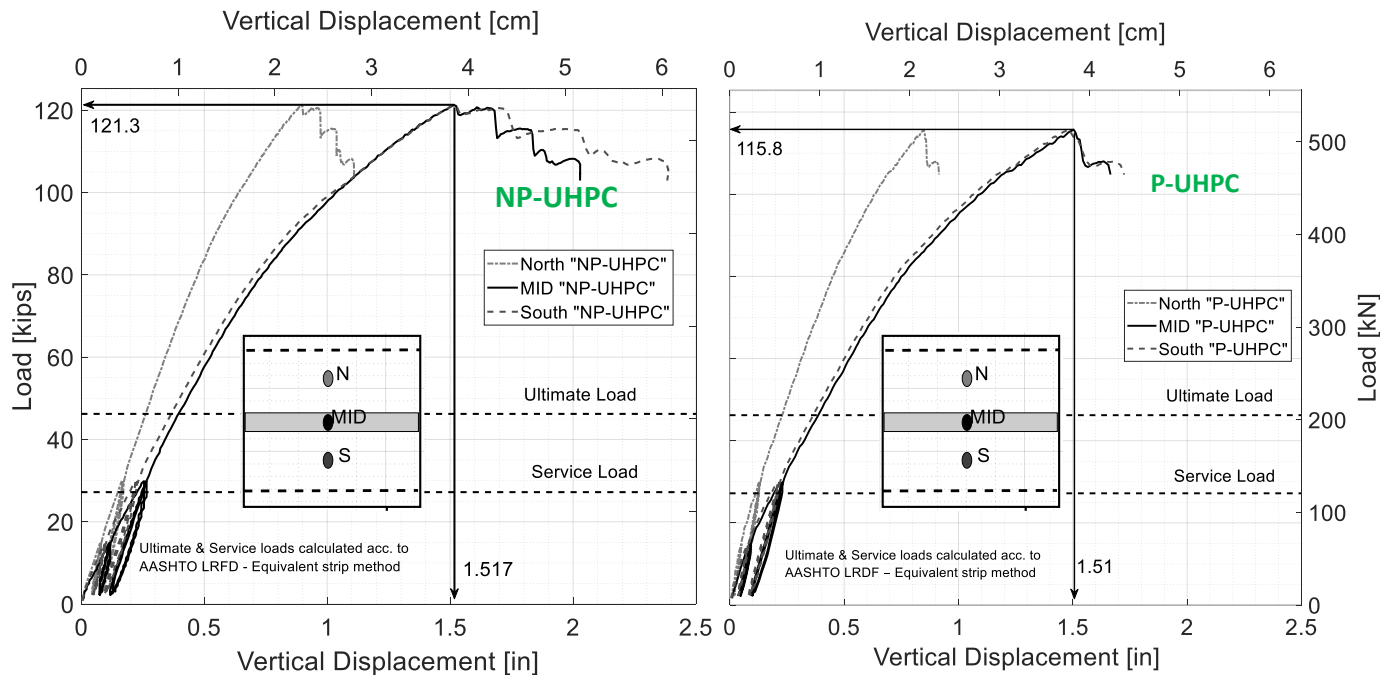 Vertical Displacement [cm]
0 1 2 3 4 5 6
120
100
80
60
40
20
0
Load [kips]
121.3
NP-UHPC
North "NP-UHPC"
MID "NP-UHPC"
South "NP-UHPC"
N
MID
S
Ultimate Load
Service Load
Ultimate & Service loads calculated acc. to
AASHTO LRFD - Equivalent strip method
1.517
0 0.5 1 1.5 2 2.5
Vertical Displacement [in]
Vertical Displacement [cm]
0 1 2 3 4 5 6
115.8
P-UHPC
North "P-UHPC"
MID "P-UHPC"
South "P-UHPC"
N
MID
S
Ultimate Load
Service Load
Ultimate & Service loads calculated acc. to
AASHTO LRDF – Equivalent strip method
1.51
500
400
300
200
100
0
Load [kN]
0 0.5 1 1.5 2 2.5
Vertical Displacement [in]